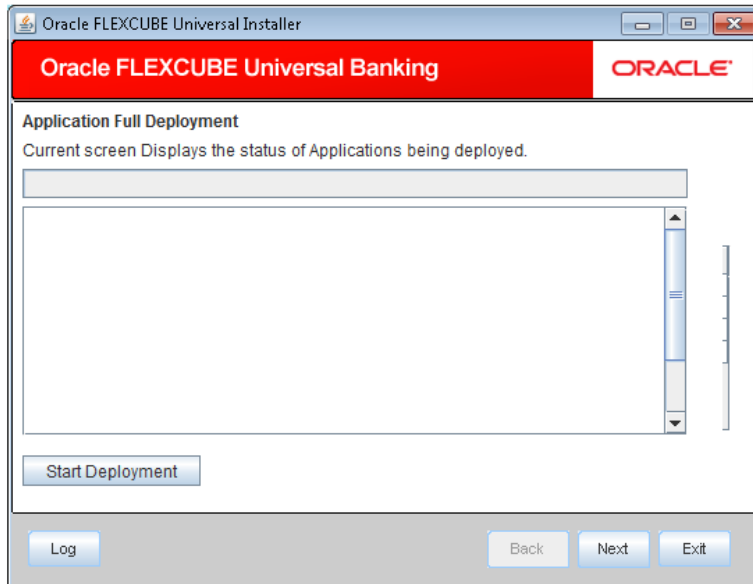 Oracle FLEXCUBE Universal Installer
Oracle FLEXCUBE Universal Banking
ORACLE
Application Full Deployment
Current screen Displays the status of Applications being deployed.
Start Deployment
Log Back Next Exit